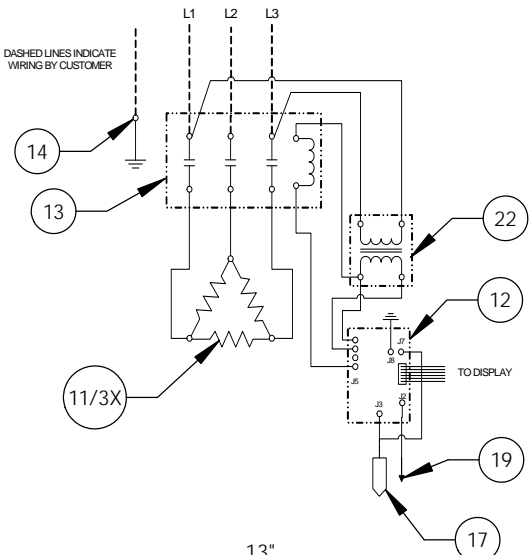 L1 L2 L3
DASHED LINES INDICATE
WIRING BY CUSTOMER
14
13
22
12
J7
J8
TO DISPLAY
J5
J2
J3
11/3X
19
17
13"